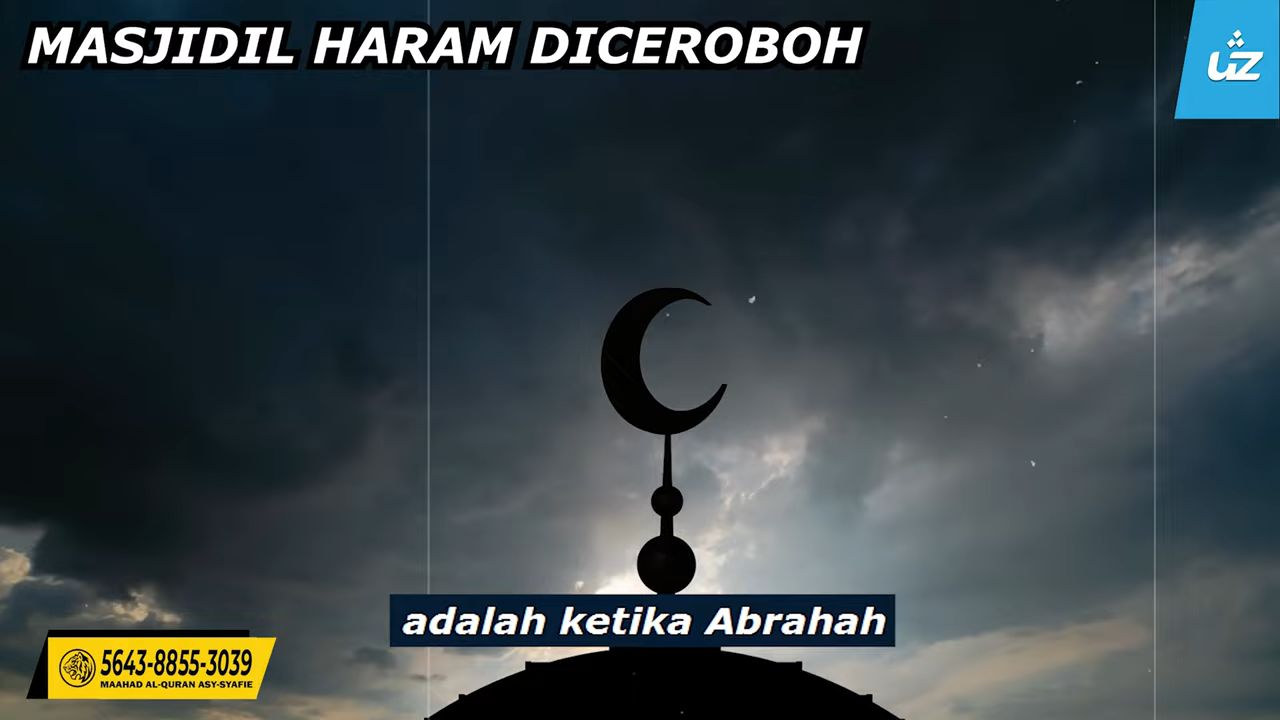 MASJIDIL HARAM DICEROBOH
adalah ketika Abrahah
5643-8855-3039
MAAHAD AL-QURAN ASY-SYAFIE